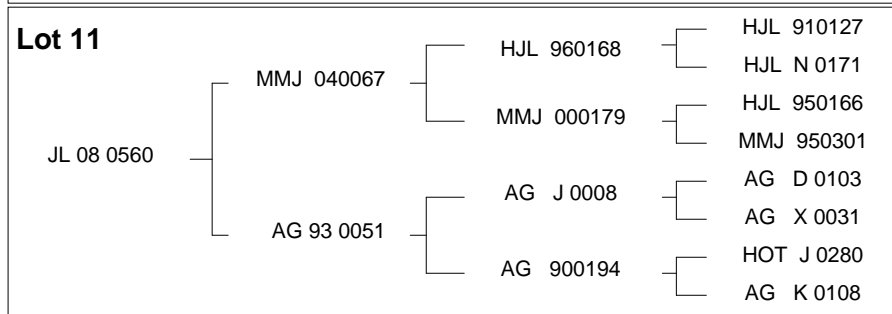 Lot 11
HJL 910127
HJL 960168
HJL N 0171
MMJ 040067
HJL 950166
MMJ 000179
MMJ 950301
JL 08 0560
AG D 0103
AG J 0008
AG X 0031
AG 93 0051
HOT J 0280
AG 900194
AG K 0108